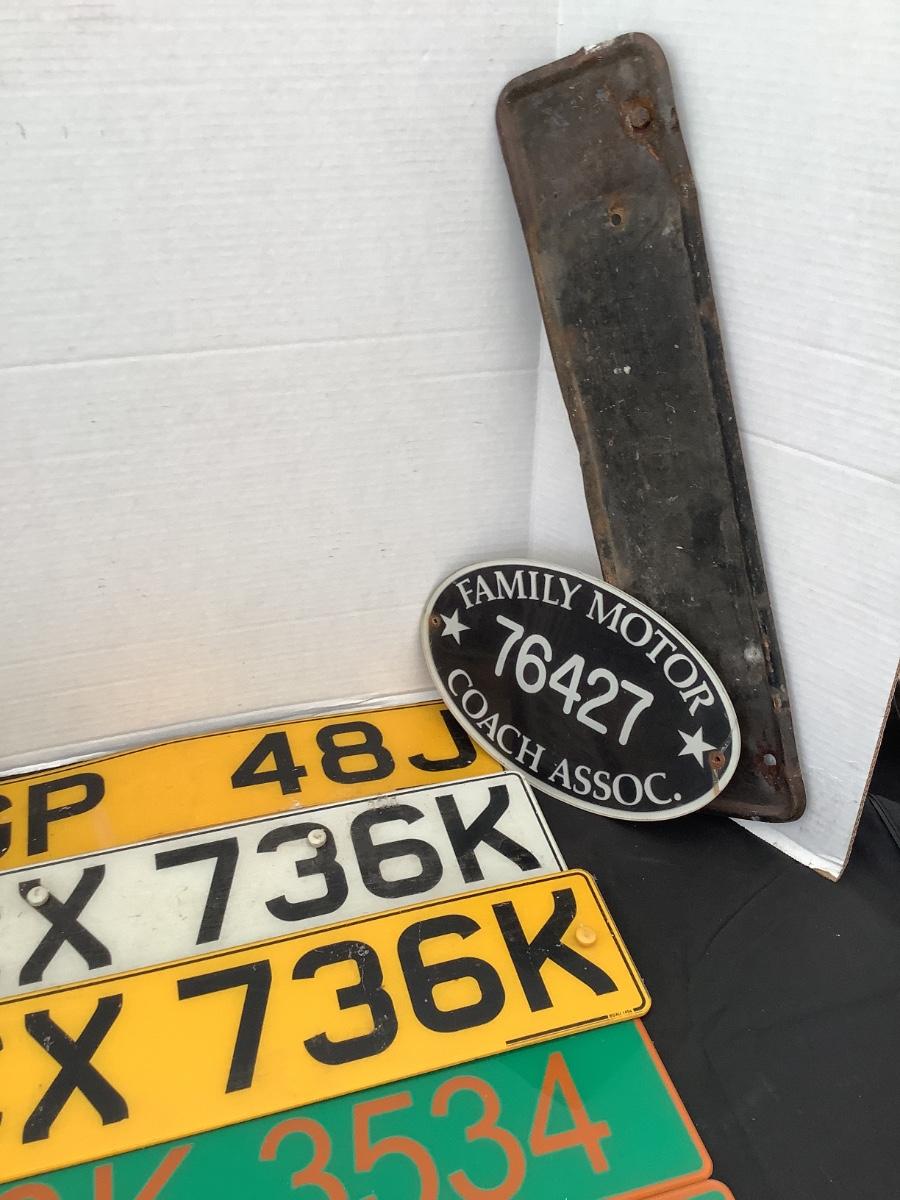 FAMILY MOTOR
76427
COACH ASSOC.
GP 48J
X 736K
X 736K
K 3534